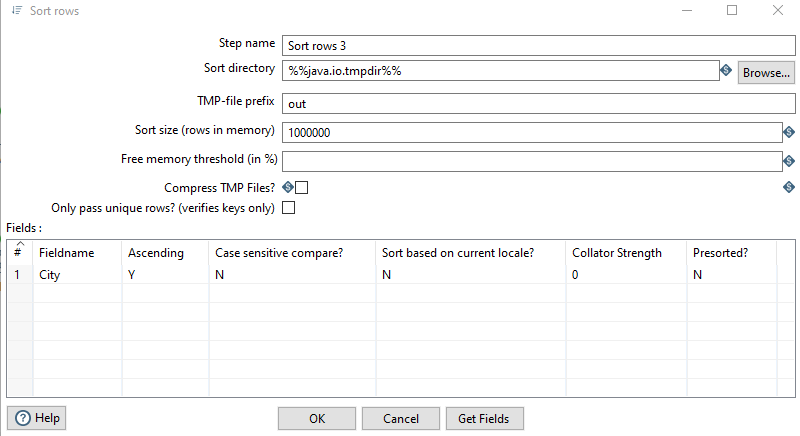 Sort rows
Step name Sort rows 3
Sort directory %%java.io.tmpdir%% Browse...
TMP-file prefix out
Sort size (rows in memory) 1000000
Free memory threshold (in %)
Compress TMP Files?
Only pass unique rows? (verifies keys only)
Fields :
# Fieldname Ascending Case sensitive compare? Sort based on current locale? Collator Strength Presorted?
1 City Y N N 0 N
Help OK Cancel Get Fields